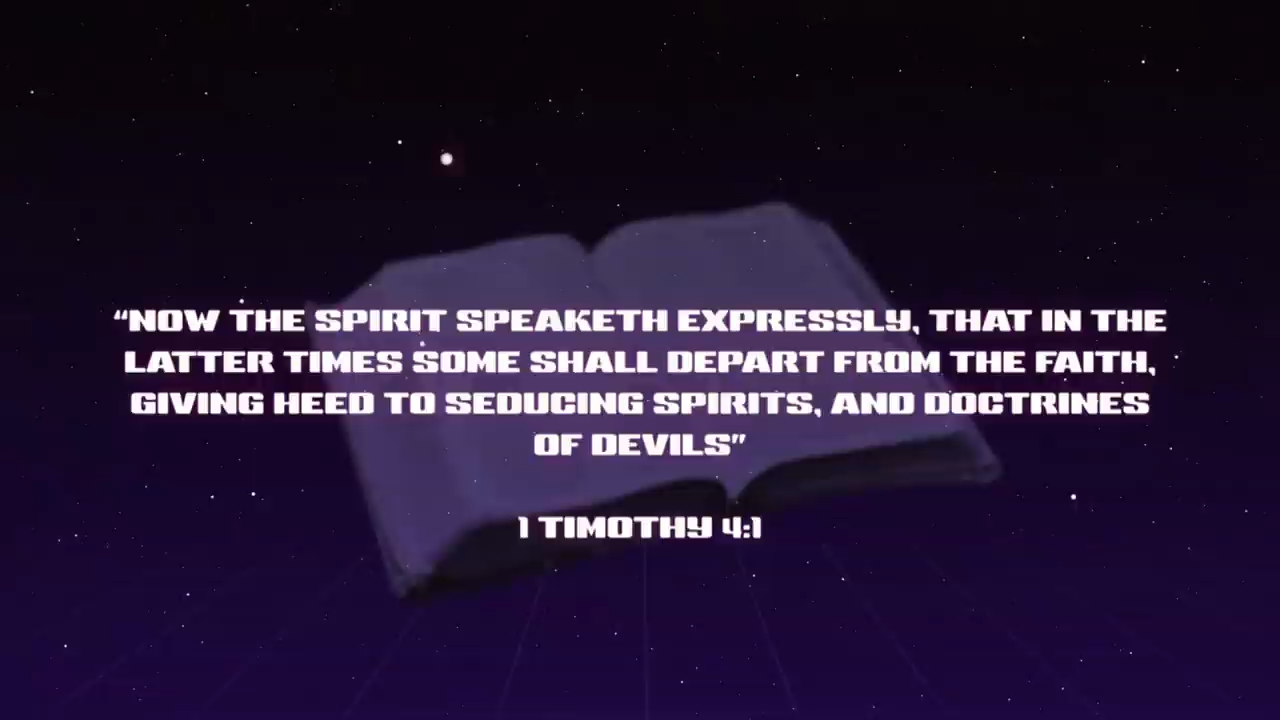 “NOW THE SPIRIT SPEAKETH EXPRESSLY, THAT IN THE
LATTER TIMES SOME SHALL DEPART FROM THE FAITH,
GIVING HEED TO SEDUCING SPIRITS, AND DOCTRINES
OF DEVILS”
1 TIMOTHY 4:1